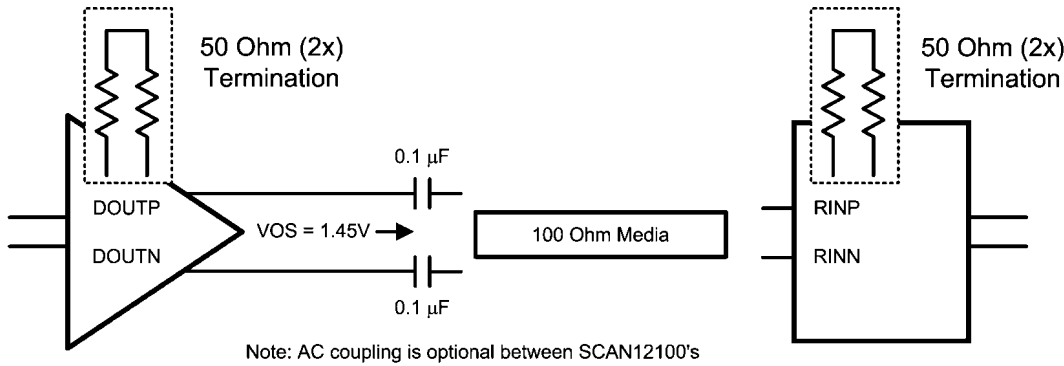 50 Ohm (2x)
Termination
50 Ohm (2x)
Termination
0.1 μF
DOUTP
DOUTN
VOS = 1.45V
100 Ohm Media
RINP
RINN
0.1 μF
Note: AC coupling is optional between SCAN12100's